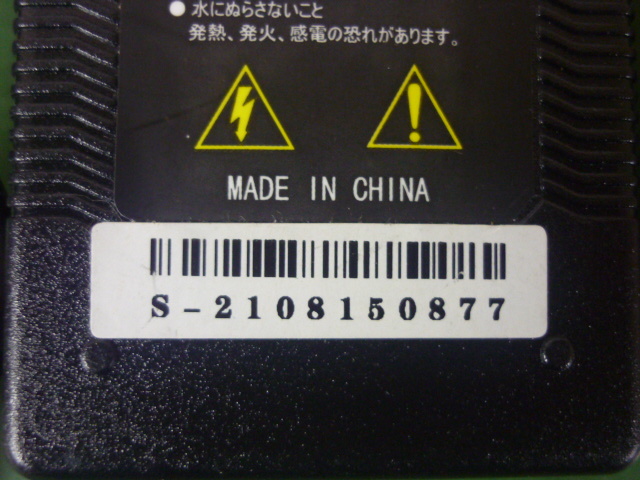 ● 水にぬらさないこと
発熱、発火、感電の恐れがあります。
MADE IN CHINA
S-2108150877